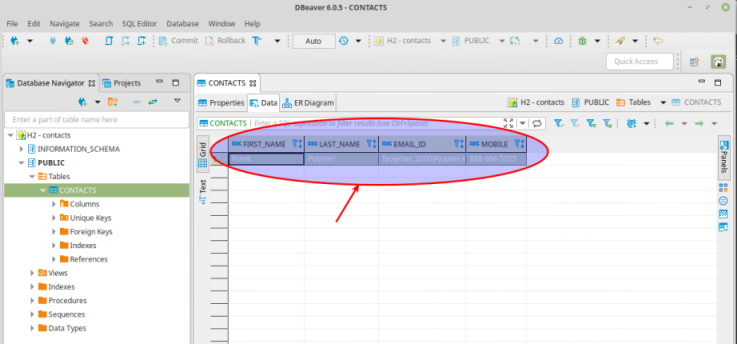 DBeaver 6.0.5 - CONTACTS
File Edit Navigate Search SQL Editor Database Window Help
Commit Rollback Auto H2 - contacts PUBLIC
Quick Access
Database Navigator Projects
Enter a part of table name here
H2 - contacts
INFORMATION_SCHEMA
PUBLIC
Tables
CONTACTS
Columns
Unique Keys
Foreign Keys
Indexes
References
Views
Indexes
Procedures
Sequences
Data Types
CONTACTS
Properties Data ER Diagram H2 - contacts PUBLIC Tables CONTACTS
CONTACTS Enter a SQL expression to filter results (use Ctrl+Space)
Grid
Text
ABC FIRST_NAME ABC LAST_NAME ABC EMAIL_ID ABC MOBILE
Frank Polymer fpolymer_2000@jupiter 888-666-5555
Panels